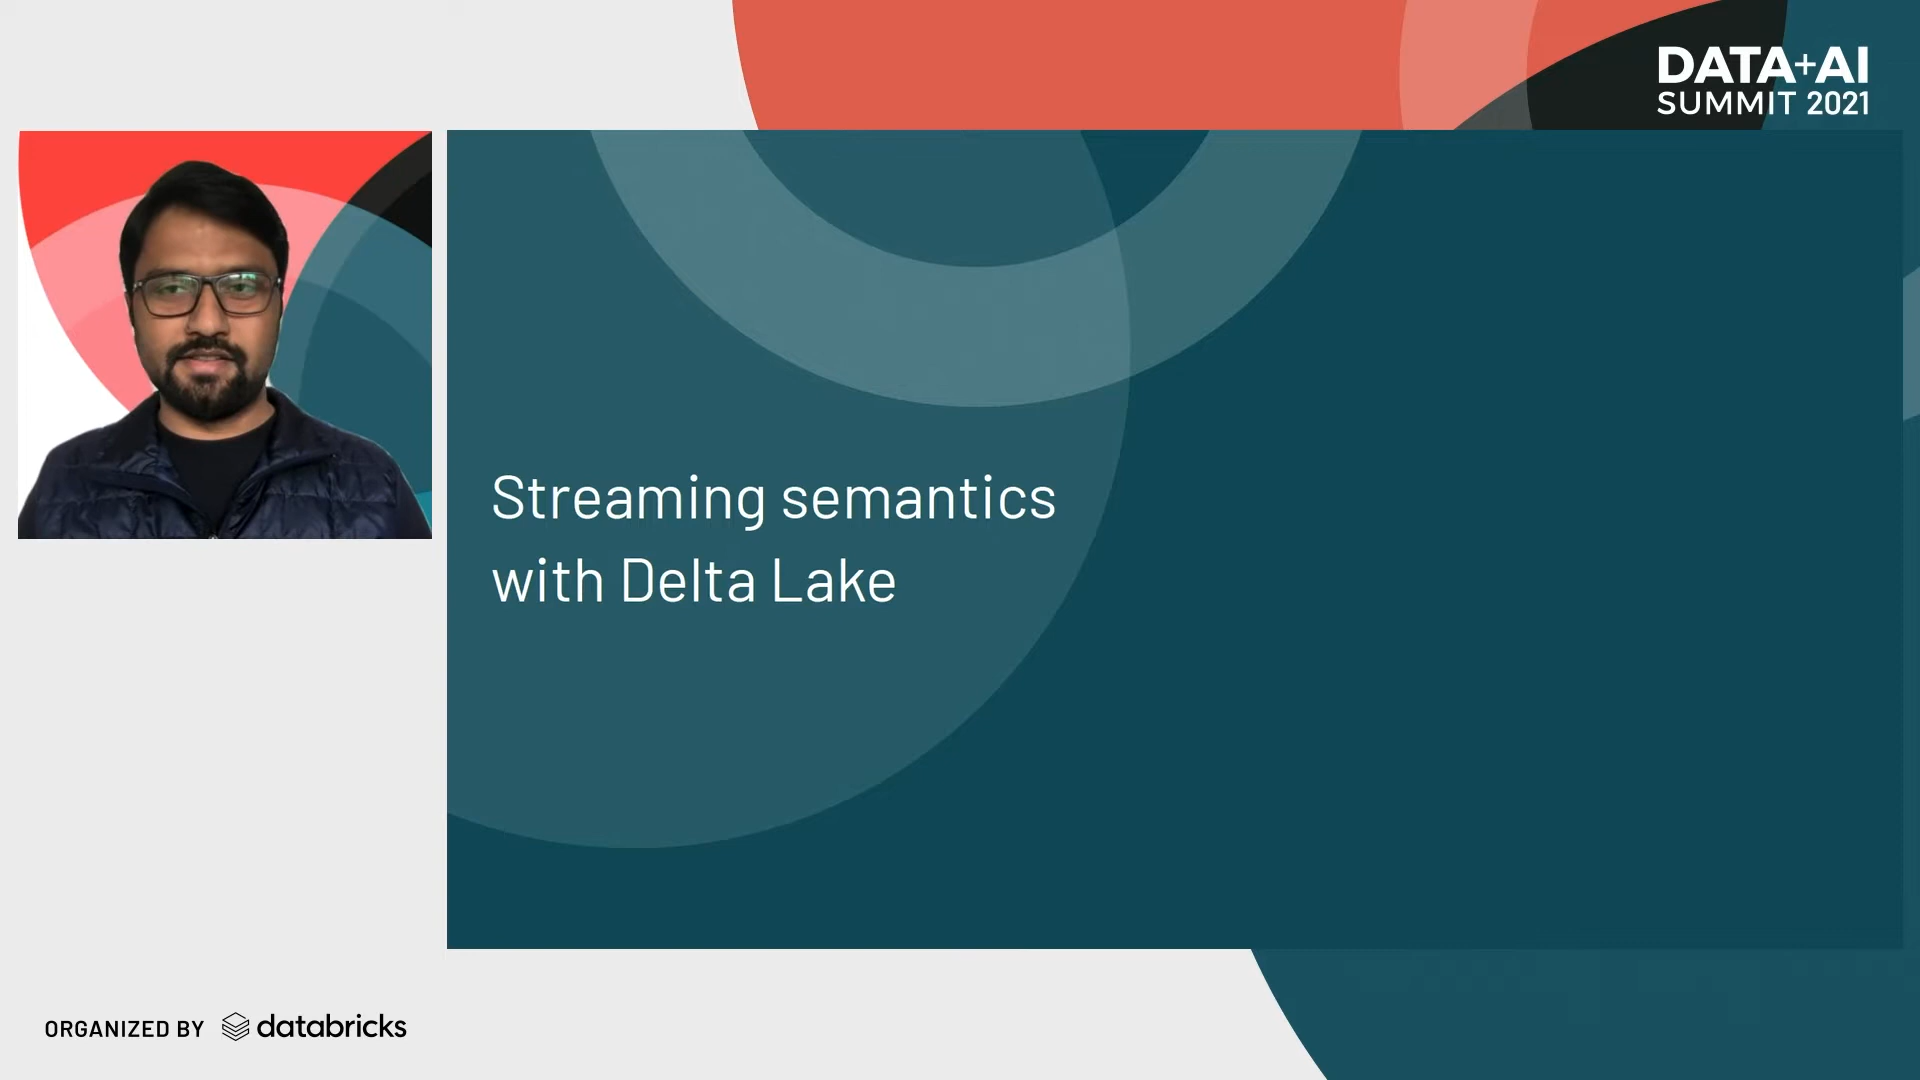 DATA+AI
SUMMIT 2021
Streaming semantics
with Delta Lake
ORGANIZED BY databricks